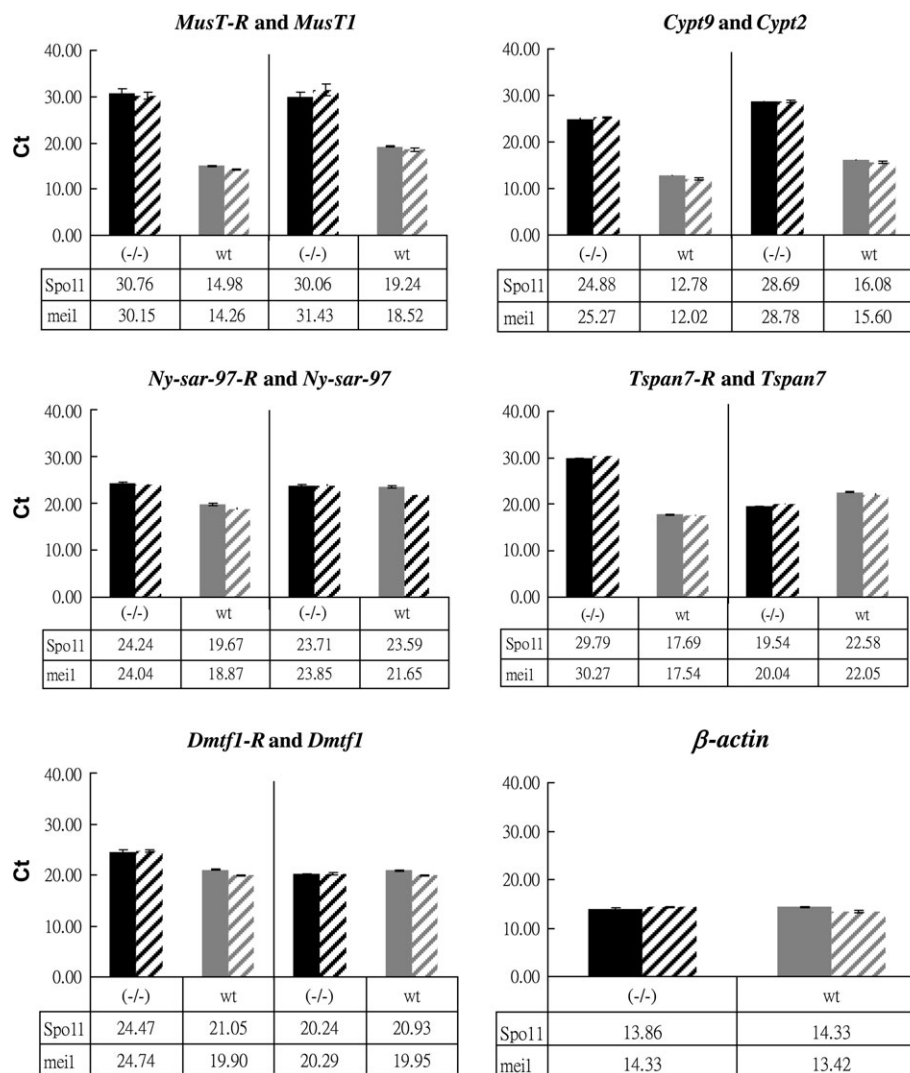 MusT-R and MusT1
Ct
40.00
30.00
20.00
10.00
0.00
(-/-) wt (-/-) wt
Spo11 30.76 14.98 30.06 19.24
mei1 30.15 14.26 31.43 18.52
Cypt9 and Cypt2
40.00
30.00
20.00
10.00
0.00
(-/-) wt (-/-) wt
Spo11 24.88 12.78 28.69 16.08
mei1 25.27 12.02 28.78 15.60
Ny-sar-97-R and Ny-sar-97
Ct
40.00
30.00
20.00
10.00
0.00
(-/-) wt (-/-) wt
Spo11 24.24 19.67 23.71 23.59
mei1 24.04 18.87 23.85 21.65
Tspan7-R and Tspan7
40.00
30.00
20.00
10.00
0.00
(-/-) wt (-/-) wt
Spo11 29.79 17.69 19.54 22.58
mei1 30.27 17.54 20.04 22.05
Dmtf1-R and Dmtf1
Ct
40.00
30.00
20.00
10.00
0.00
(-/-) wt (-/-) wt
Spo11 24.47 21.05 20.24 20.93
mei1 24.74 19.90 20.29 19.95
β-actin
40.00
30.00
20.00
10.00
0.00
(-/-) wt
Spo11 13.86 14.33
mei1 14.33 13.42